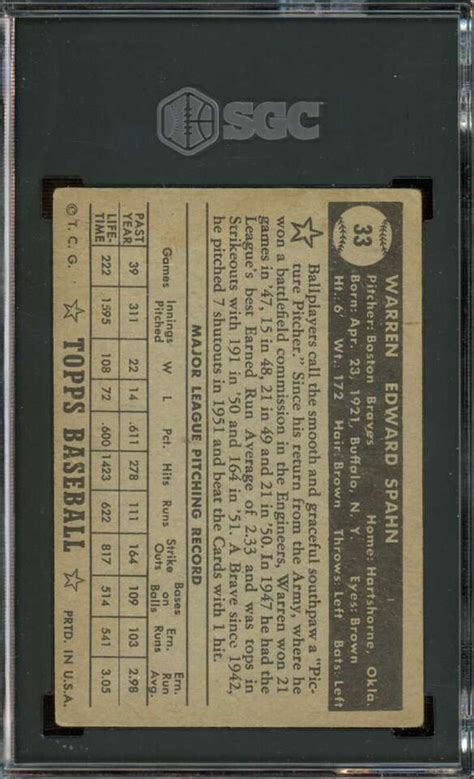 SGC
33
WARREN EDWARD SPAHN
Pitcher: Boston Braves Home: Hartshorne, Okla.
Born: Apr. 23, 1921, Buffalo, N. Y. Eyes: Brown
Ht.: 6' Wt. 172 Hair: Brown Throws: Left Bats: Left
Ballplayers call the smooth and graceful southpaw a "Pic-
ture Pitcher." Since his return from the Army, where he
won a battlefield commission in the Engineers, Warren won 21
games in '47, 15 in 48, 21 in 49 and 21 in '50. In 1947 he had the
League's best Earned Run Average of 2.33 and was tops in
Strikeouts with 191 in '50 and 164 in '51. A Brave since 1942,
he pitched 7 shutouts in 1951 and beat the Cards with 1 hit.
MAJOR LEAGUE PITCHING RECORD
Games Innings Pitched W L Pct. Hits Runs Strike Outs Bases on Balls Ern. Runs Ern. Run Avg.
PAST YEAR 39 311 22 14 .611 278 111 164 109 103 2.98
LIFE-TIME 222 1595 108 72 .600 1423 622 817 514 541 3.05
© T. C. G. TOPPS BASEBALL PRTD. IN U.S.A.